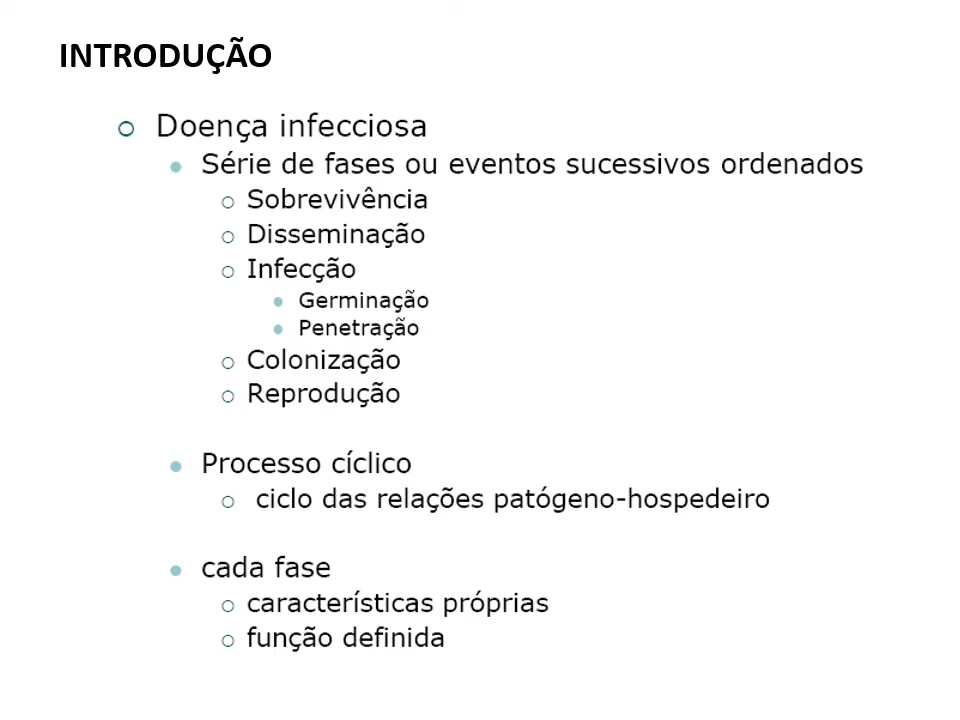 INTRODUÇÃO
Doença infecciosa
Série de fases ou eventos sucessivos ordenados
Sobrevivência
Disseminação
Infecção
Germinação
Penetração
Colonização
Reprodução
Processo cíclico
ciclo das relações patógeno-hospedeiro
cada fase
características próprias
função definida